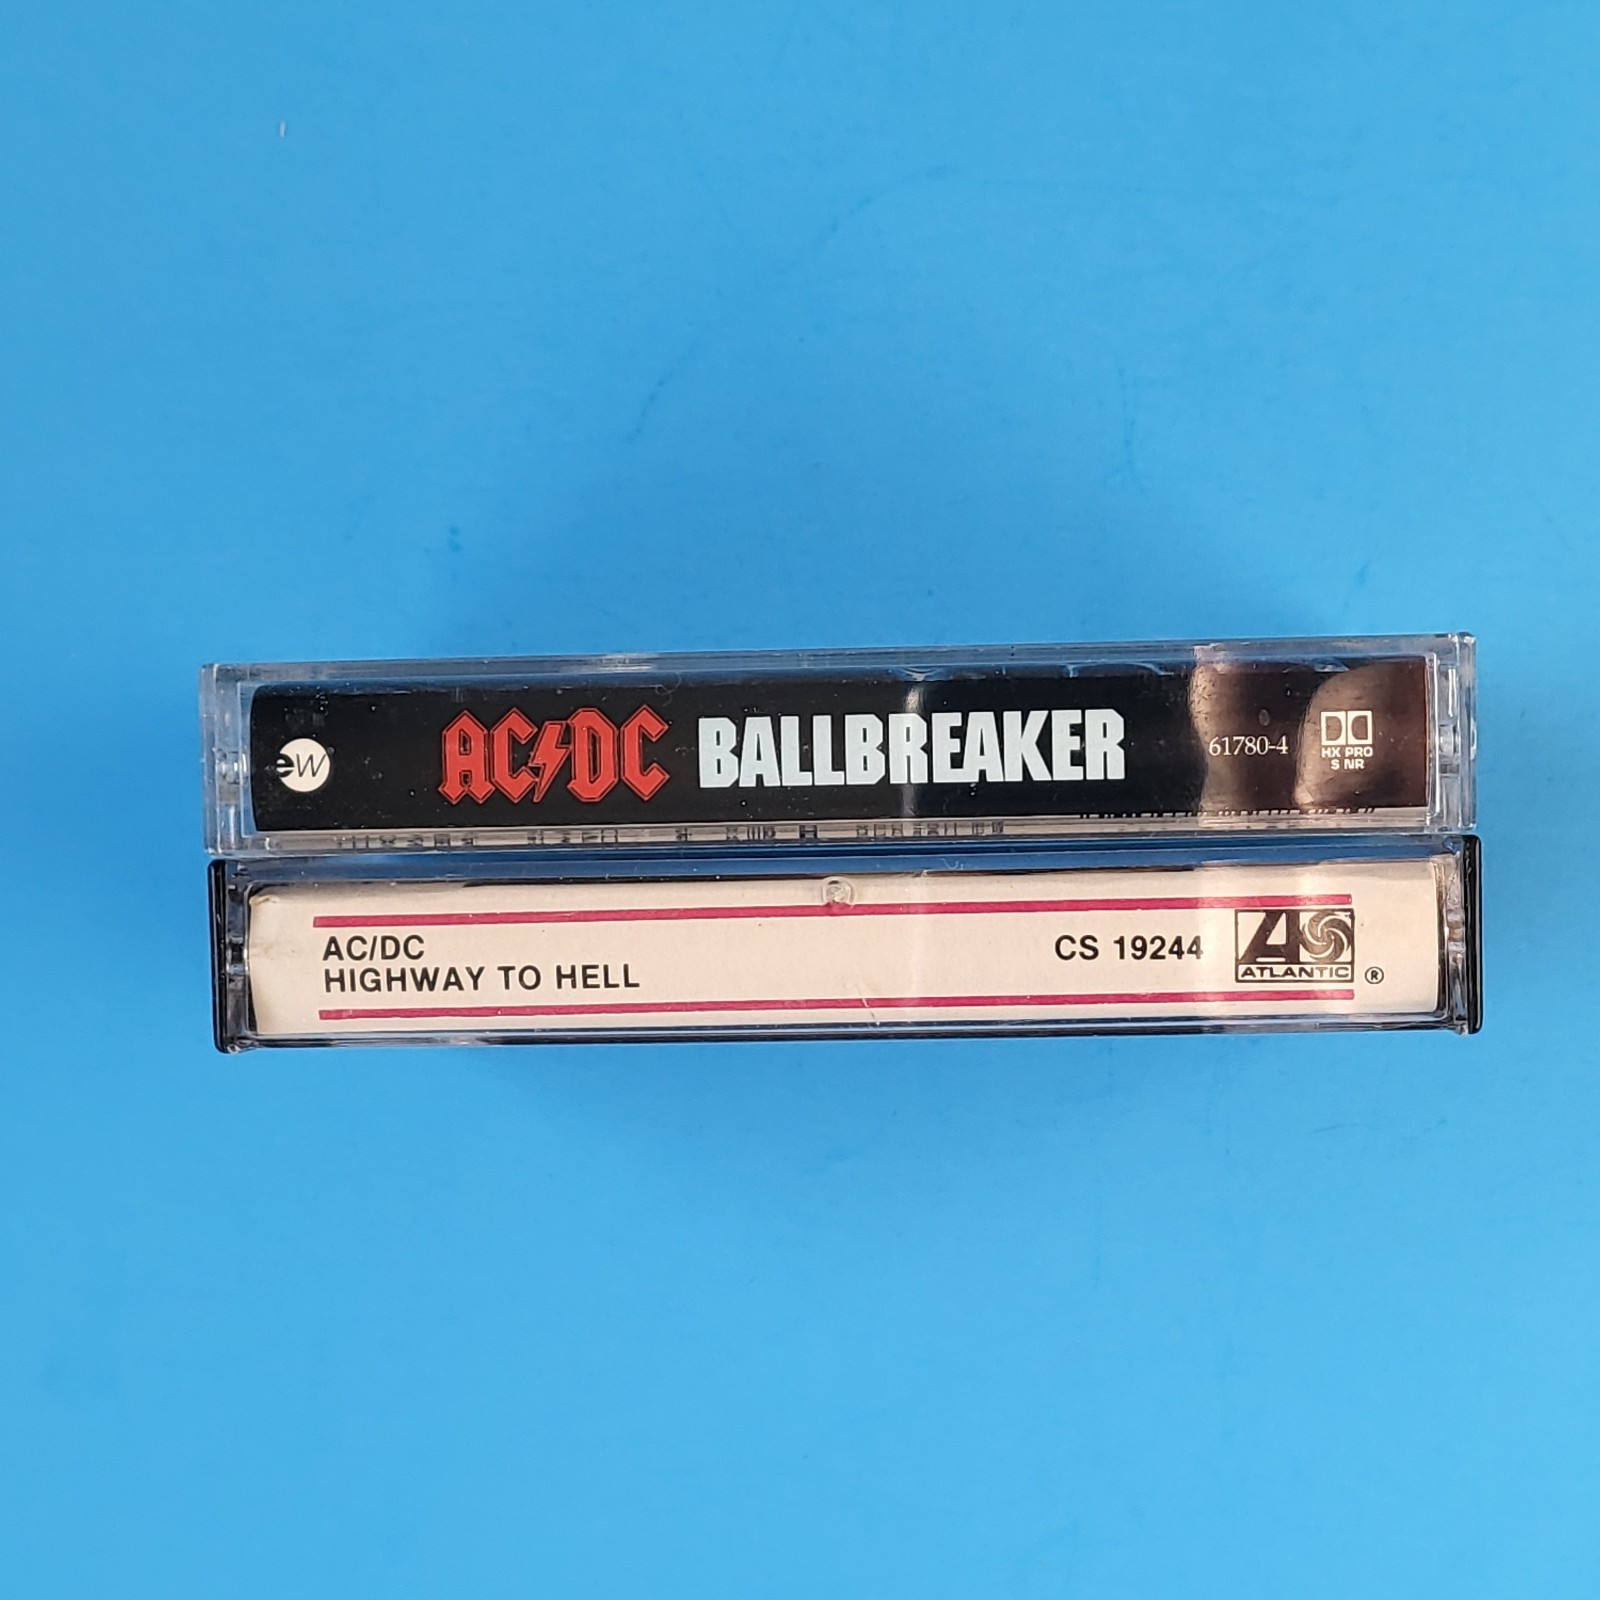 ew
AC/DC BALLBREAKER
61780-4
HX PRO
S NR
AC/DC
HIGHWAY TO HELL
CS 19244
ATLANTIC ®